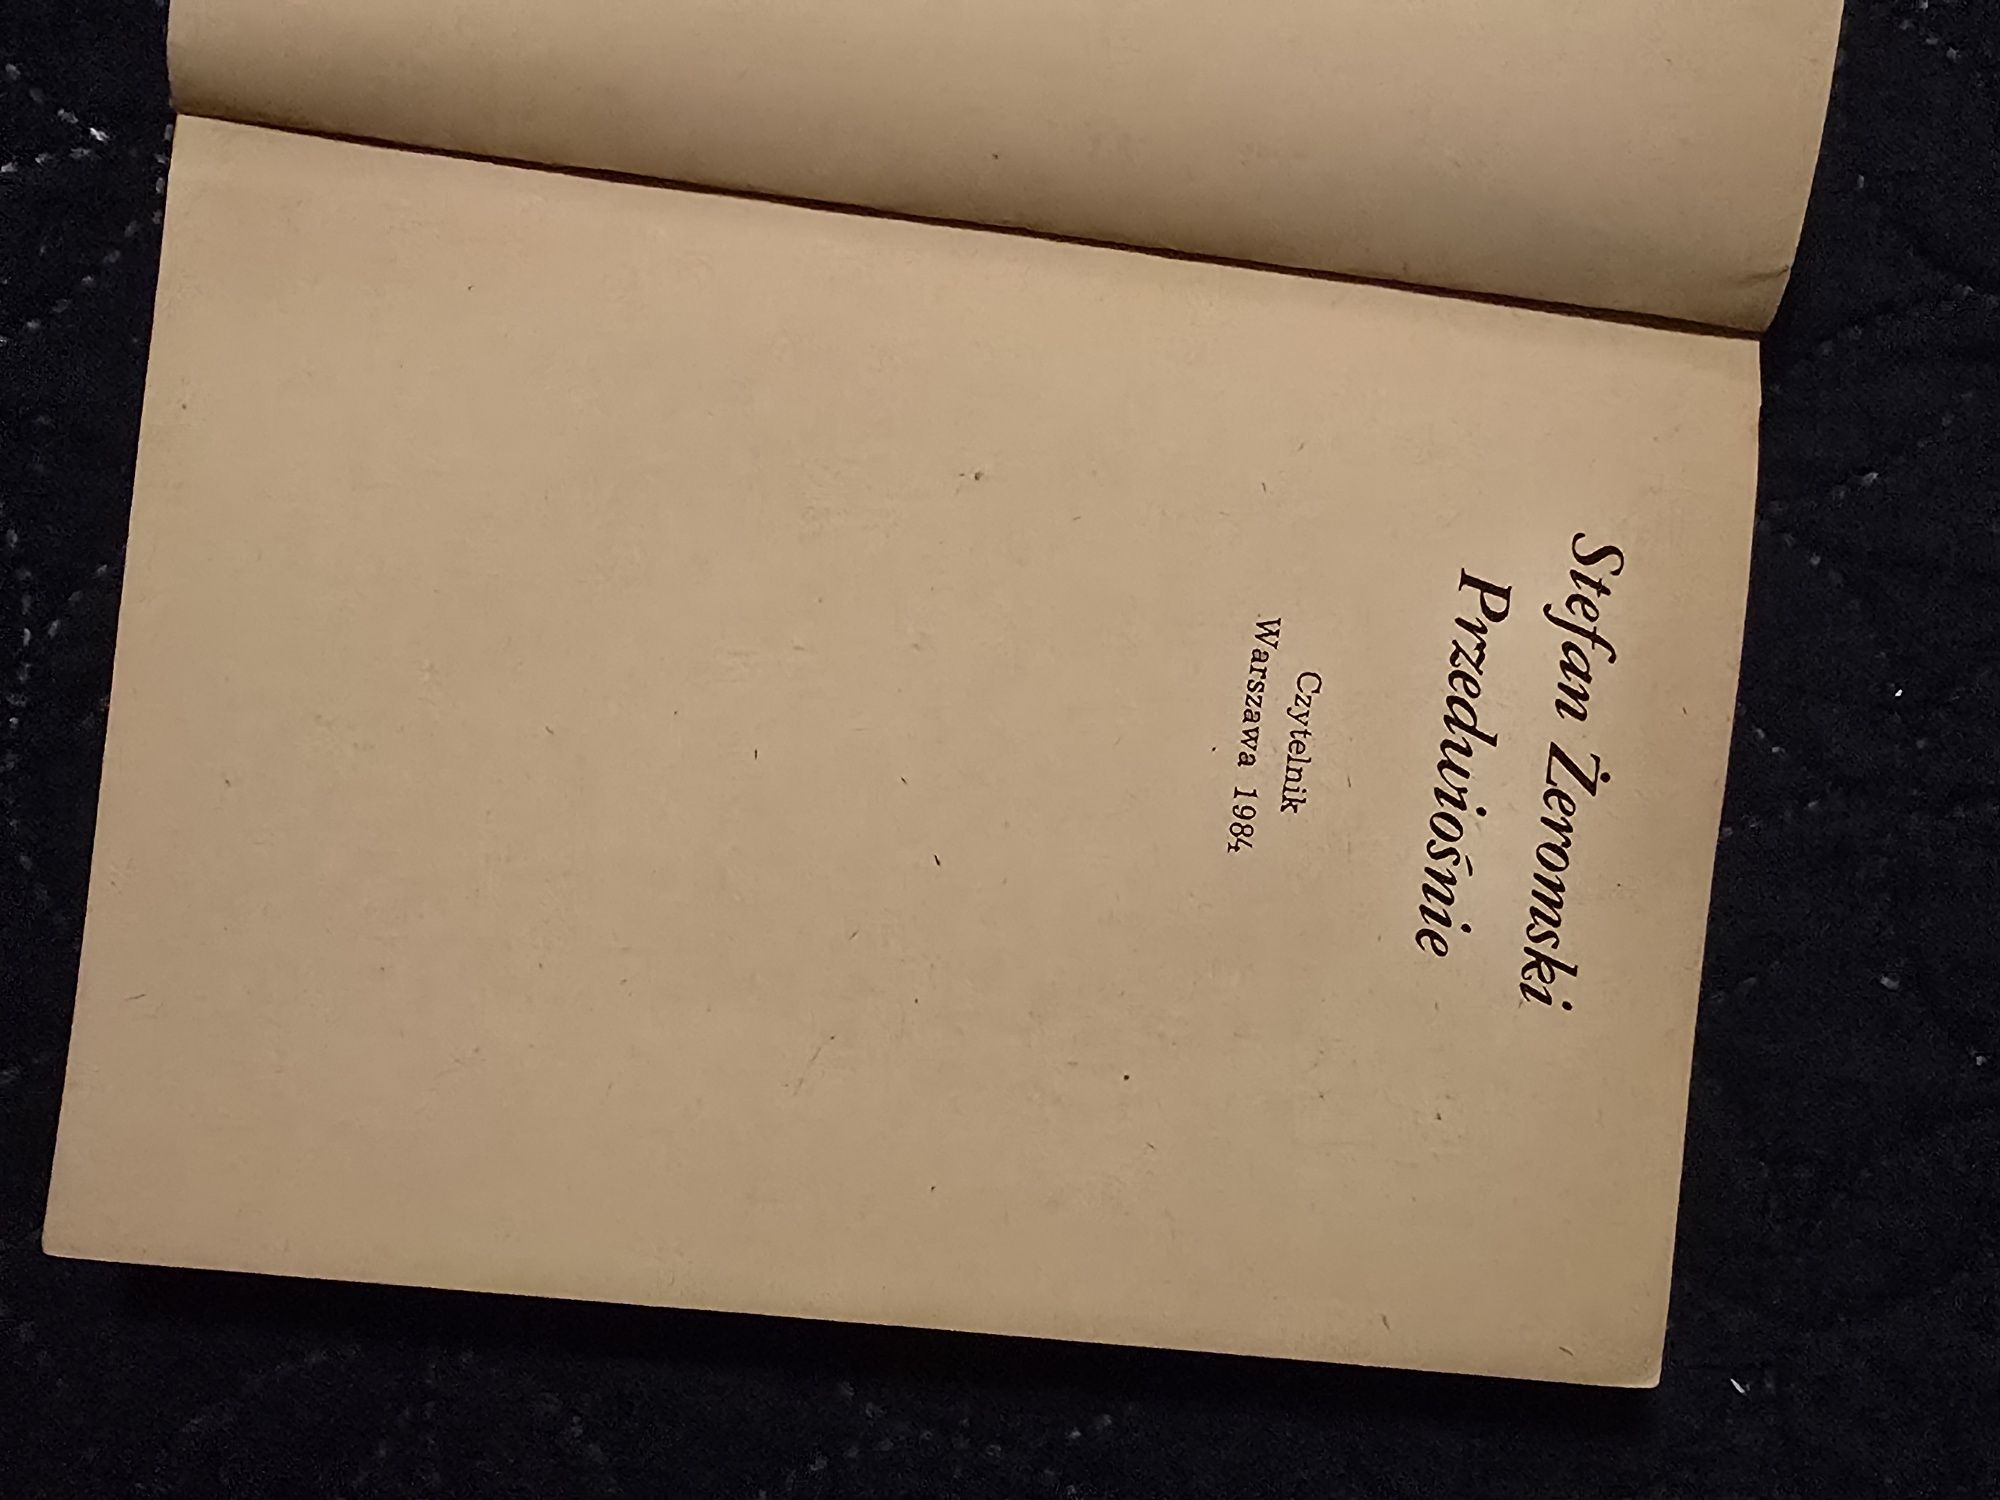 Stefan Żeromski
Przedwiośnie
Czytelnik
Warszawa 1984